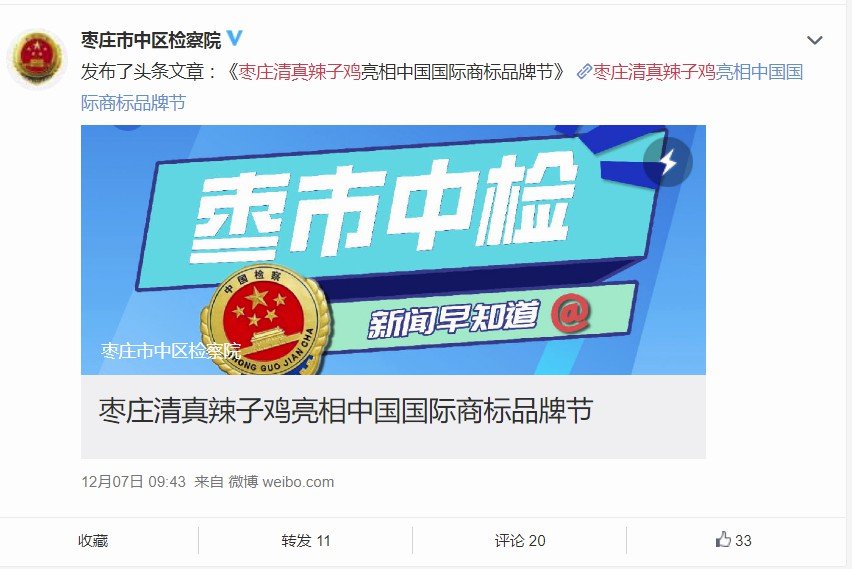 枣庄市中区检察院
发布了头条文章：《枣庄清真辣子鸡亮相中国国际商标品牌节》 枣庄清真辣子鸡亮相中国国
际商标品牌节
枣市中检
中国检察
ZHONG GUO JIAN CHA
新闻早知道@
枣庄市中区检察院
枣庄清真辣子鸡亮相中国国际商标品牌节
12月07日 09:43 来自 微博 weibo.com
收藏 转发 11 评论 20 33